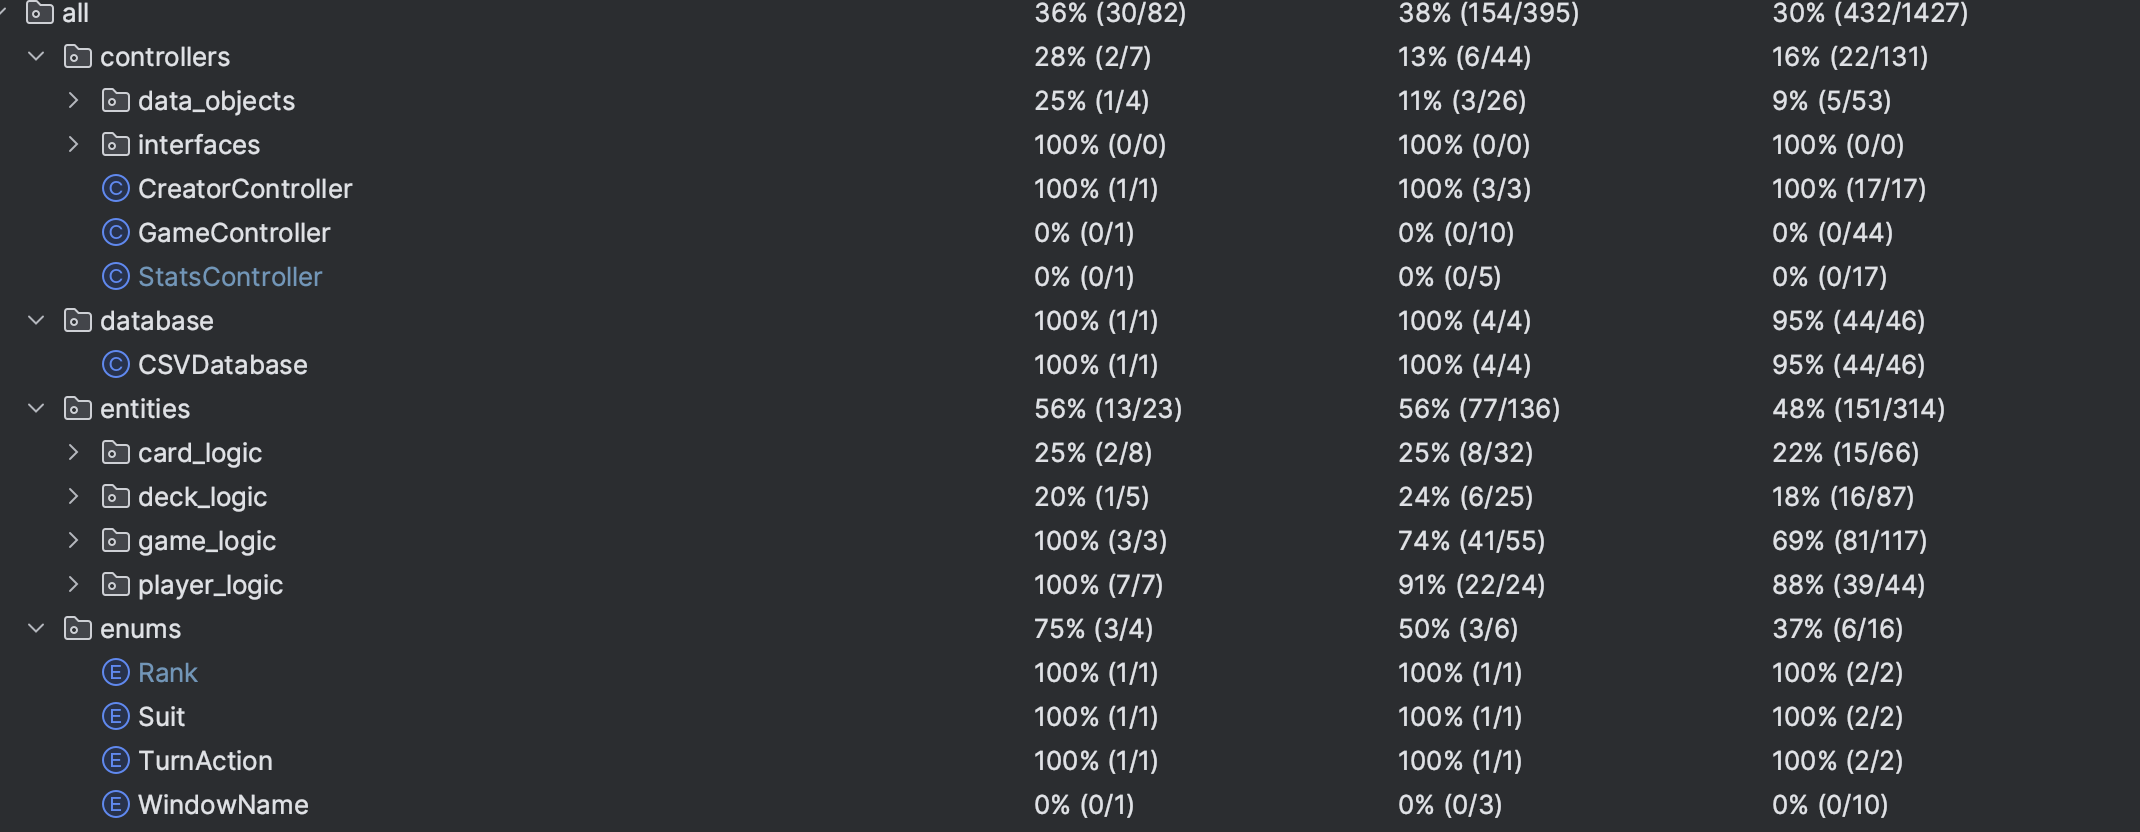 all 36% (30/82) 38% (154/395) 30% (432/1427)
controllers 28% (2/7) 13% (6/44) 16% (22/131)
data_objects 25% (1/4) 11% (3/26) 9% (5/53)
interfaces 100% (0/0) 100% (0/0) 100% (0/0)
C CreatorController 100% (1/1) 100% (3/3) 100% (17/17)
C GameController 0% (0/1) 0% (0/10) 0% (0/44)
C StatsController 0% (0/1) 0% (0/5) 0% (0/17)
database 100% (1/1) 100% (4/4) 95% (44/46)
C CSVDatabase 100% (1/1) 100% (4/4) 95% (44/46)
entities 56% (13/23) 56% (77/136) 48% (151/314)
card_logic 25% (2/8) 25% (8/32) 22% (15/66)
deck_logic 20% (1/5) 24% (6/25) 18% (16/87)
game_logic 100% (3/3) 74% (41/55) 69% (81/117)
player_logic 100% (7/7) 91% (22/24) 88% (39/44)
enums 75% (3/4) 50% (3/6) 37% (6/16)
E Rank 100% (1/1) 100% (1/1) 100% (2/2)
E Suit 100% (1/1) 100% (1/1) 100% (2/2)
E TurnAction 100% (1/1) 100% (1/1) 100% (2/2)
E WindowName 0% (0/1) 0% (0/3) 0% (0/10)